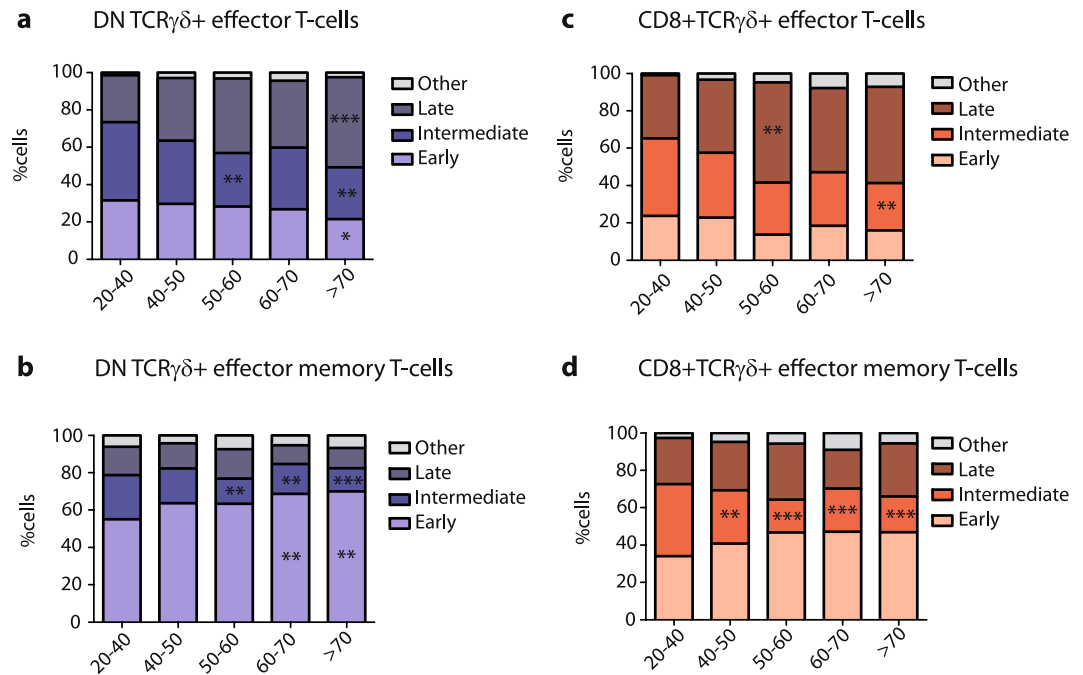 a DN TCRγδ+ effector T-cells
100
80
60
40
20
0
%cells
***
**
**
*
20-40 40-50 50-60 60-70 >70
Other
Late
Intermediate
Early
c CD8+TCRγδ+ effector T-cells
100
80
60
40
20
0
%cells
**
**
20-40 40-50 50-60 60-70 >70
Other
Late
Intermediate
Early
b DN TCRγδ+ effector memory T-cells
100
80
60
40
20
0
%cells
** ** ***
** **
20-40 40-50 50-60 60-70 >70
Other
Late
Intermediate
Early
d CD8+TCRγδ+ effector memory T-cells
100
80
60
40
20
0
%cells
** *** *** ***
20-40 40-50 50-60 60-70 >70
Other
Late
Intermediate
Early